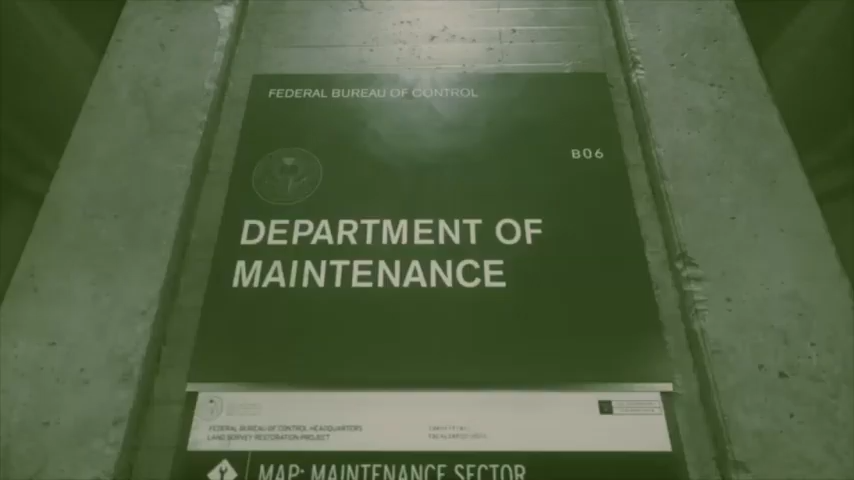 FEDERAL BUREAU OF CONTROL
B06
DEPARTMENT OF
MAINTENANCE
FEDERAL BUREAU OF CONTROL HEADQUARTERS
LAND SURVEY RESTORATION PROJECT
MAP: MAINTENANCE SECTOR